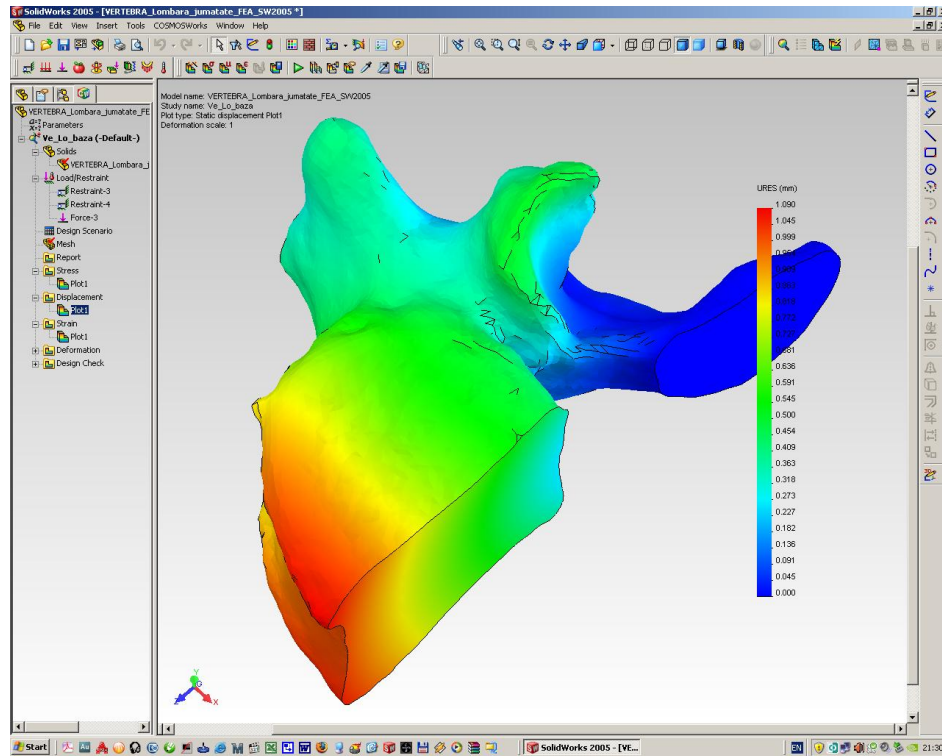 SolidWorks 2005 - [VERTEBRA_Lombara_jumatate_FEA_SW2005 *]
File Edit View Insert Tools COSMOSWorks Window Help
VERTEBRA_Lombara_jumatate_FE
Parameters
Ve_Lo_baza (-Default-)
Solids
VERTEBRA_Lombara_j
Load/Restraint
Restraint-3
Restraint-4
Force-3
Design Scenario
Mesh
Report
Stress
Plot1
Displacement
Plot1
Strain
Plot1
Deformation
Design Check
Model name: VERTEBRA_Lombara_jumatate_FEA_SW2005
Study name: Ve_Lo_baza
Plot type: Static displacement Plot1
Deformation scale: 1
URES (mm)
1.090
1.045
0.999
0.636
0.591
0.545
0.500
0.454
0.409
0.363
0.318
0.273
0.227
0.182
0.136
0.091
0.045
0.000
Y
Z
X
Start
SolidWorks 2005 - [VE...
EN
21:30